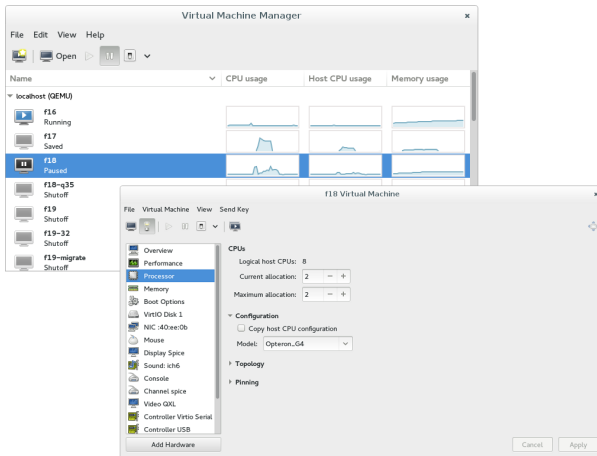 Virtual Machine Manager
File Edit View Help
Open
Name CPU usage Host CPU usage Memory usage
localhost (QEMU)
f16
Running
f17
Saved
f18
Paused
f18-q35
Shutoff
f19
Shutoff
f19-32
Shutoff
f19-migrate
Shutoff
f18 Virtual Machine
File Virtual Machine View Send Key
Overview
Performance
Processor
Memory
Boot Options
VirtIO Disk 1
NIC :40:ee:0b
Mouse
Display Spice
Sound: ich6
Console
Channel spice
Video QXL
Controller Virtio Serial
Controller USB
Add Hardware
CPUs
Logical host CPUs: 8
Current allocation: 2 - +
Maximum allocation: 2 - +
Configuration
Copy host CPU configuration
Model: Opteron_G4
Topology
Pinning
Cancel Apply